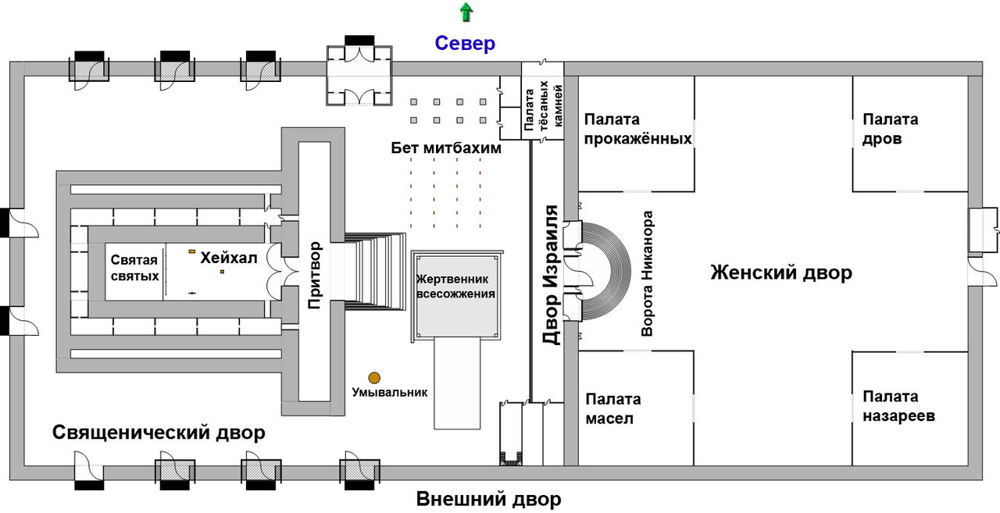 Север
Палата
тёсаных
камней
Палата
прокажённых
Палата
дров
Бет митбахим
Святая
святых
Хейхал
Притвор
Жертвенник
всесожжения
Двор Израиля
Ворота Никанора
Женский двор
Умывальник
Палата
масел
Палата
назареев
Священический двор
Внешний двор